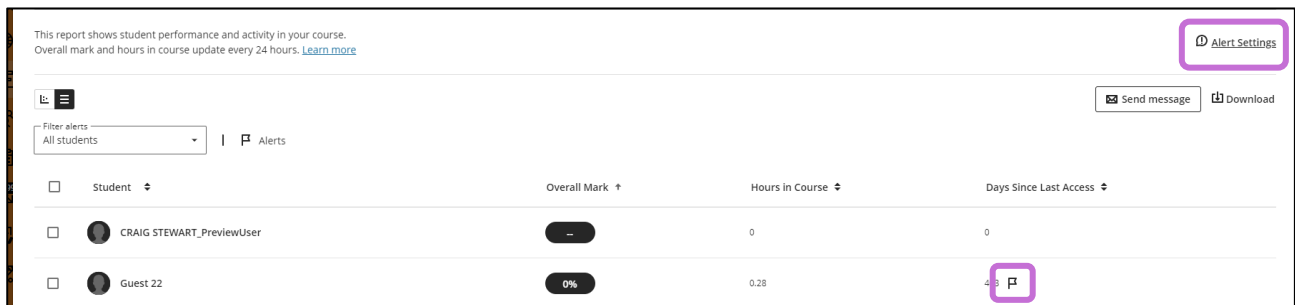 This report shows student performance and activity in your course.
Overall mark and hours in course update every 24 hours. Learn more
Alert Settings
Send message
Download
Filter alerts
All students
| Alerts
Student
Overall Mark
Hours in Course
Days Since Last Access
CRAIG STEWART_PreviewUser
--
0
0
Guest 22
0%
0.28